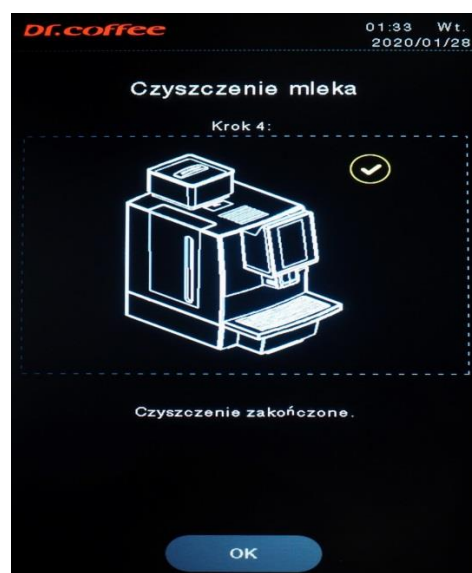 Dr.coffee
01:33 Wt.
2020/01/28
Czyszczenie mleka
Krok 4:
Czyszczenie zakończone.
OK